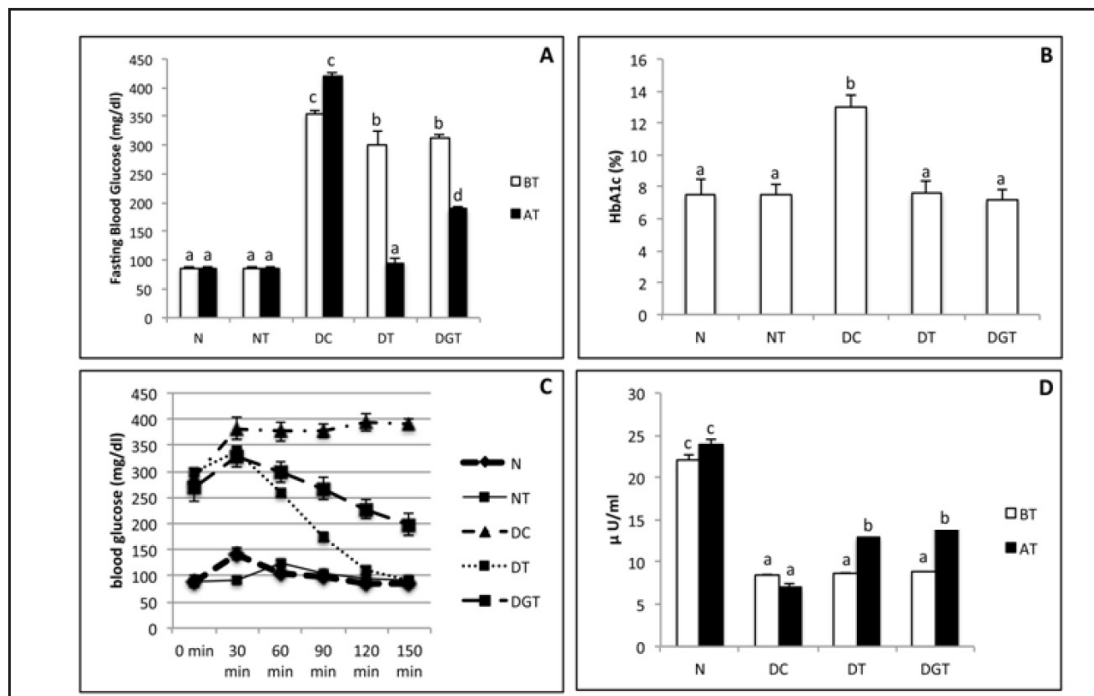 A
Fasting Blood Glucose (mg/dl)
450
400
350
300
250
200
150
100
50
0
a a
a a
c
c
b
a
b
d
N NT DC DT DGT
BT
AT
B
HbA1c (%)
16
14
12
10
8
6
4
2
0
a
a
b
a
a
N NT DC DT DGT
C
blood glucose (mg/dl)
450
400
350
300
250
200
150
100
50
0
0 min 30 60 90 120 150
min min min min min
N
NT
DC
DT
DGT
D
µ U/ml
30
25
20
15
10
5
0
c c
a a
a
b
a
b
N DC DT DGT
BT
AT